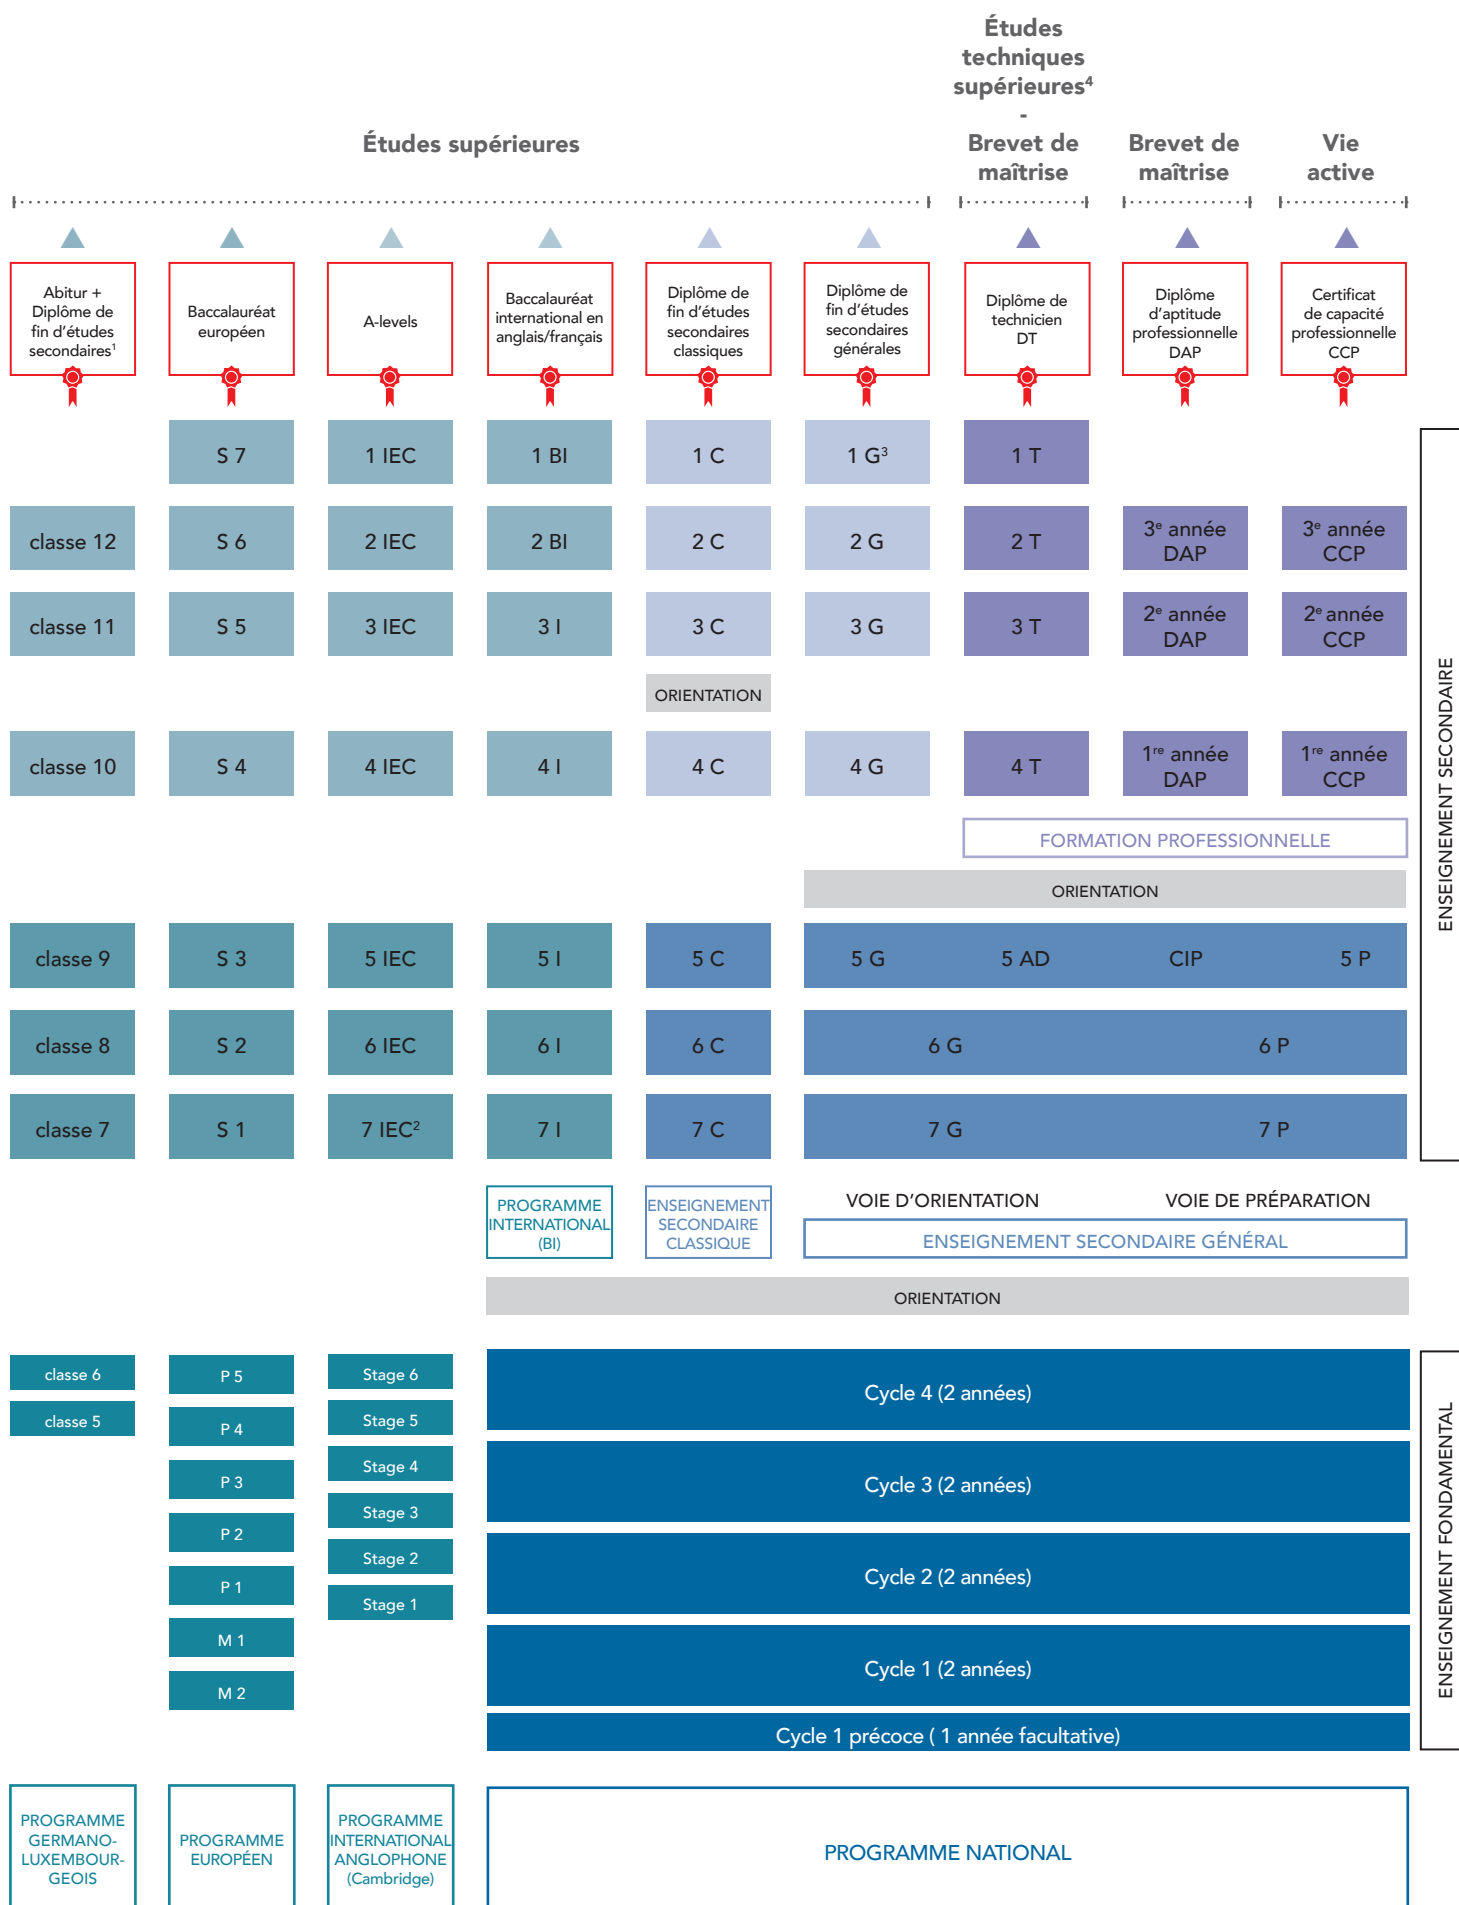 Études
techniques
supérieures⁴
-
Brevet de
maîtrise
Études supérieures
Brevet de
maîtrise
Vie
active
Abitur +
Diplôme de
fin d'études
secondaires¹
Baccalauréat
européen
A-levels
Baccalauréat
international en
anglais/français
Diplôme de
fin d'études
secondaires
classiques
Diplôme de
fin d'études
secondaires
générales
Diplôme de
technicien
DT
Diplôme
d'aptitude
professionnelle
DAP
Certificat
de capacité
professionnelle
CCP
S 7
1 IEC
1 BI
1 C
1 G³
1 T
classe 12
S 6
2 IEC
2 BI
2 C
2 G
2 T
3ᵉ année
DAP
3ᵉ année
CCP
classe 11
S 5
3 IEC
3 I
3 C
3 G
3 T
2ᵉ année
DAP
2ᵉ année
CCP
ORIENTATION
classe 10
S 4
4 IEC
4 I
4 C
4 G
4 T
1ʳᵉ année
DAP
1ʳᵉ année
CCP
FORMATION PROFESSIONNELLE
ORIENTATION
classe 9
S 3
5 IEC
5 I
5 C
5 G
5 AD
CIP
5 P
classe 8
S 2
6 IEC
6 I
6 C
6 G
6 P
classe 7
S 1
7 IEC²
7 I
7 C
7 G
7 P
ENSEIGNEMENT SECONDAIRE
PROGRAMME
INTERNATIONAL
(BI)
ENSEIGNEMENT
SECONDAIRE
CLASSIQUE
VOIE D'ORIENTATION
VOIE DE PRÉPARATION
ENSEIGNEMENT SECONDAIRE GÉNÉRAL
ORIENTATION
classe 6
classe 5
P 5
P 4
P 3
P 2
P 1
M 1
M 2
Stage 6
Stage 5
Stage 4
Stage 3
Stage 2
Stage 1
Cycle 4 (2 années)
Cycle 3 (2 années)
Cycle 2 (2 années)
Cycle 1 (2 années)
Cycle 1 précoce ( 1 année facultative)
ENSEIGNEMENT FONDAMENTAL
PROGRAMME
GERMANO-
LUXEMBOUR-
GEOIS
PROGRAMME
EUROPÉEN
PROGRAMME
INTERNATIONAL
ANGLOPHONE
(Cambridge)
PROGRAMME NATIONAL